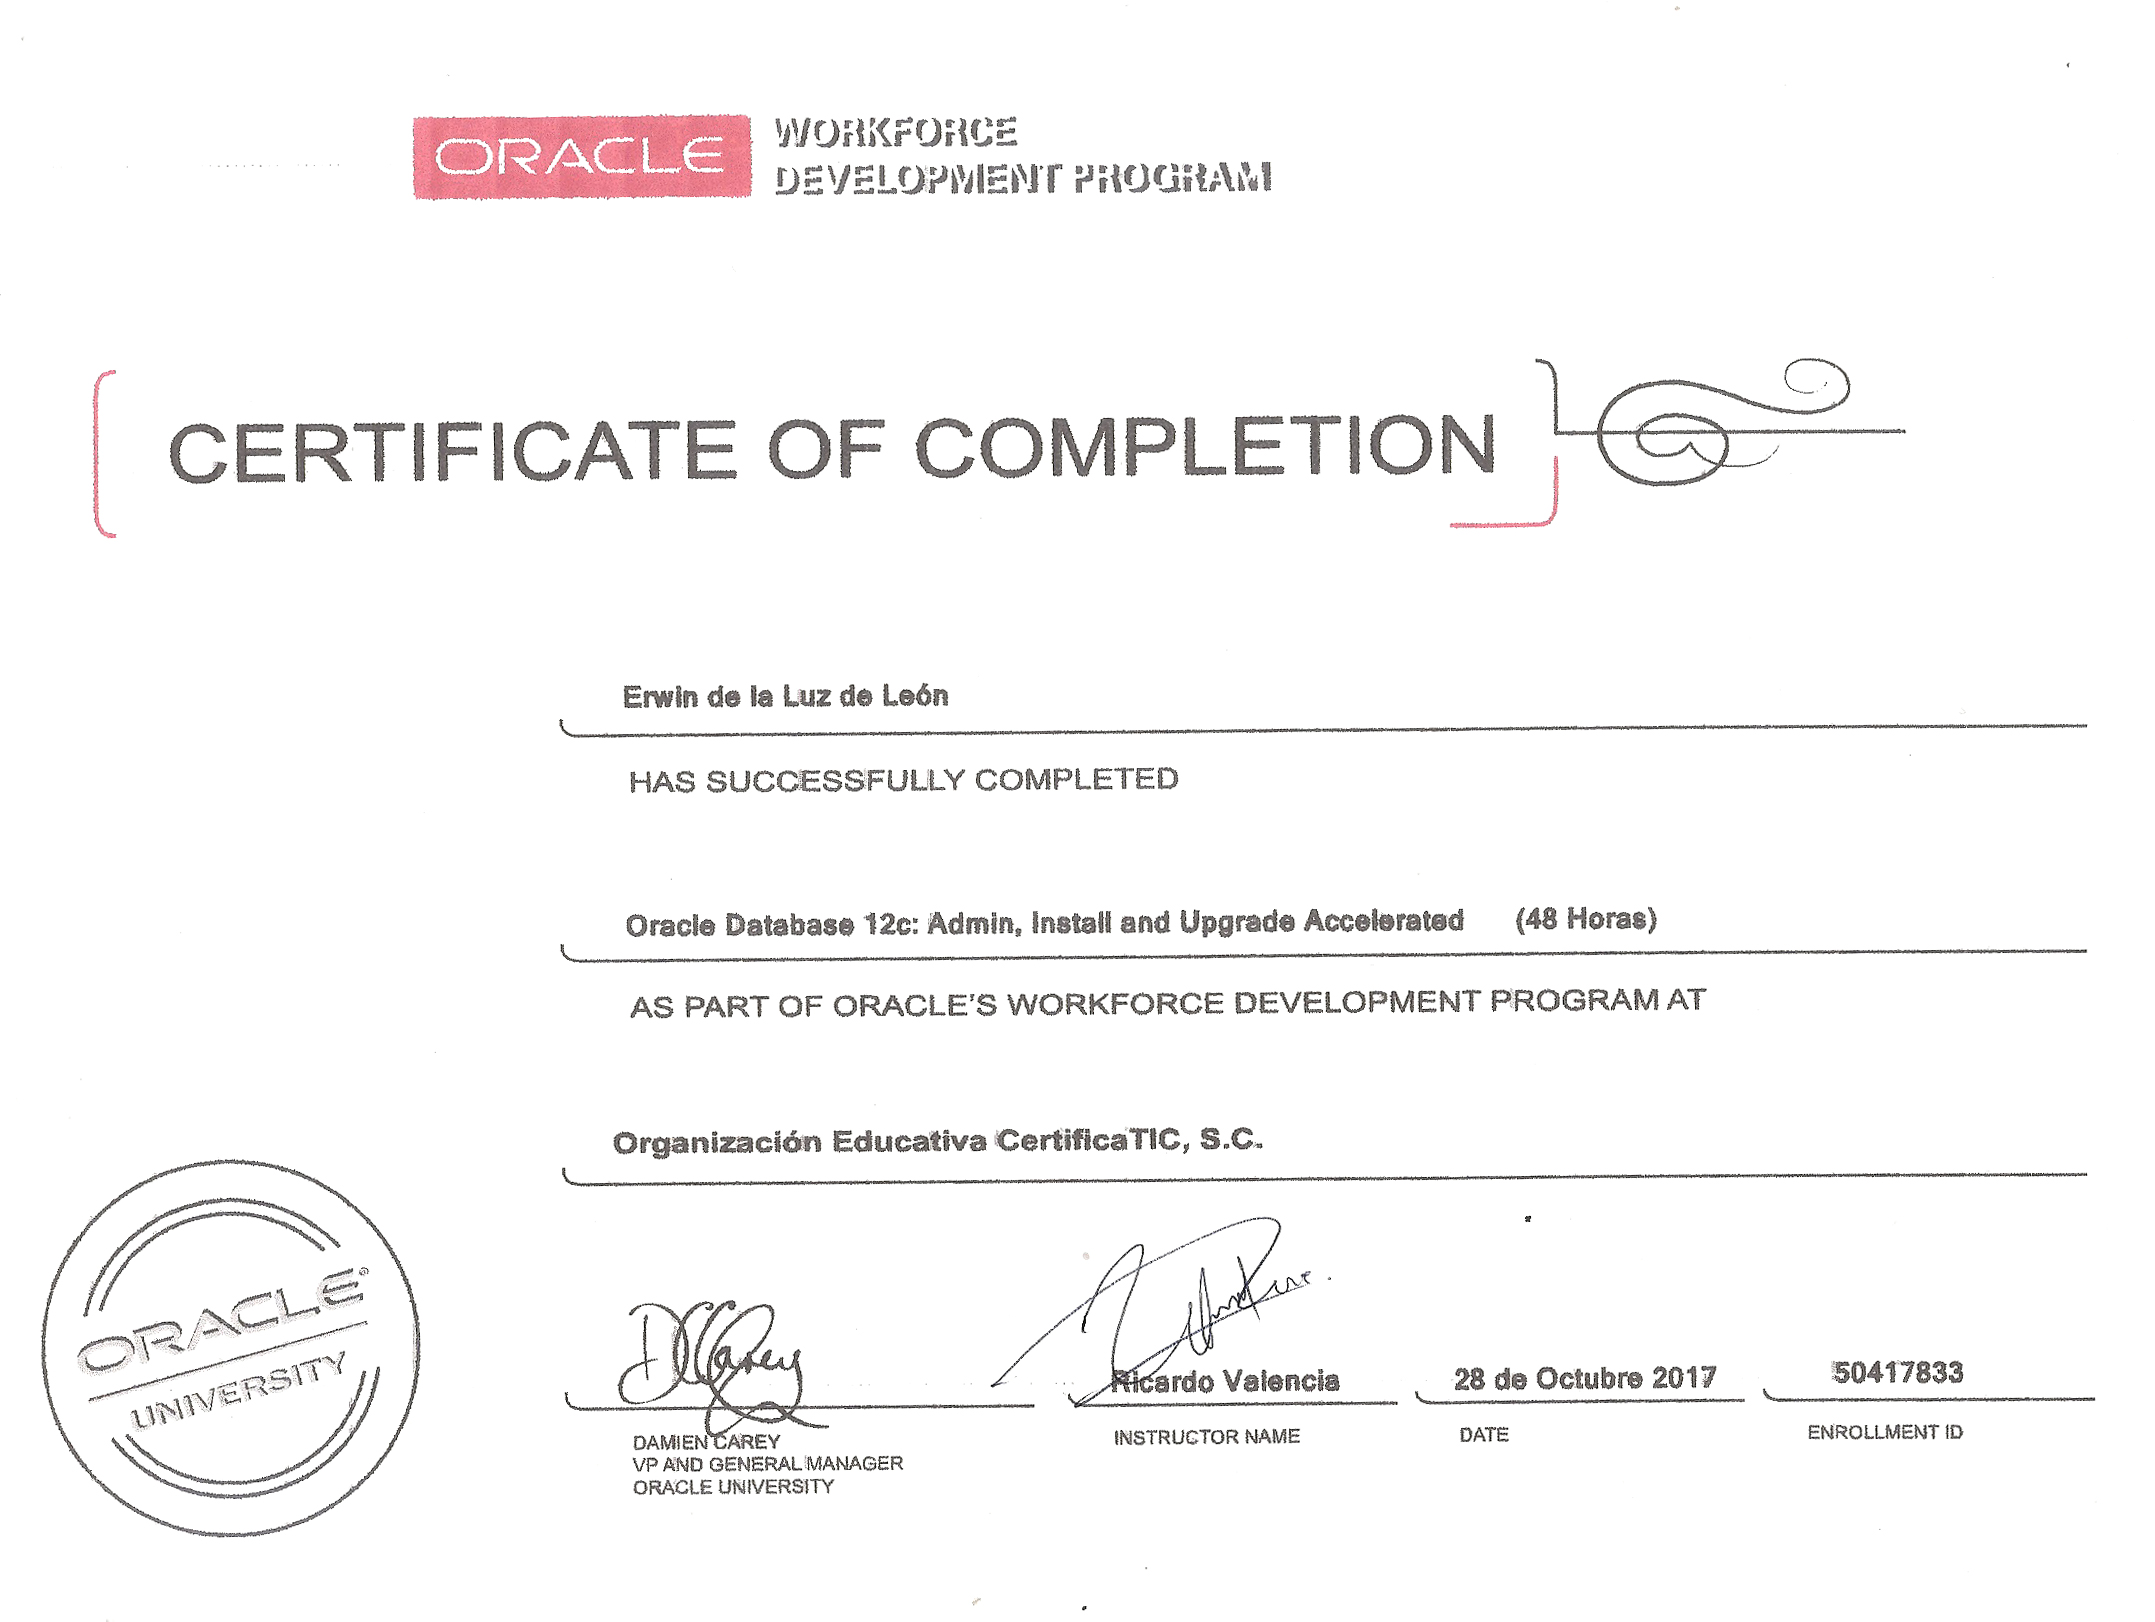 ORACLE
WORKFORCE
DEVELOPMENT PROGRAM
CERTIFICATE OF COMPLETION
Erwin de la Luz de León
HAS SUCCESSFULLY COMPLETED
Oracle Database 12c: Admin, Install and Upgrade Accelerated (48 Horas)
AS PART OF ORACLE'S WORKFORCE DEVELOPMENT PROGRAM AT
Organización Educativa CertificaTIC, S.C.
ORACLE®
UNIVERSITY
DCarey
DAMIEN CAREY
VP AND GENERAL MANAGER
ORACLE UNIVERSITY
Ricardo Valencia
INSTRUCTOR NAME
28 de Octubre 2017
DATE
50417833
ENROLLMENT ID